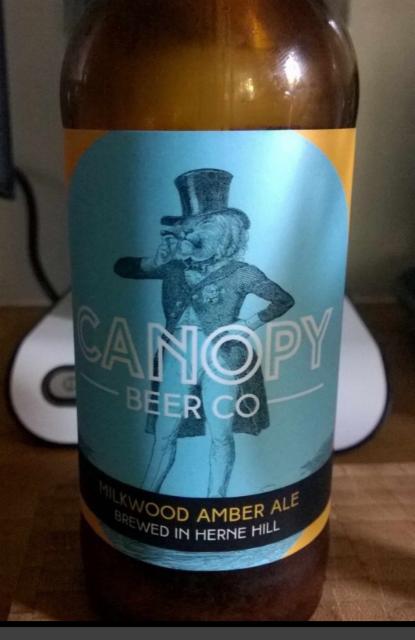 CANOPY
BEER CO
MILKWOOD AMBER ALE
BREWED IN HERNE HILL